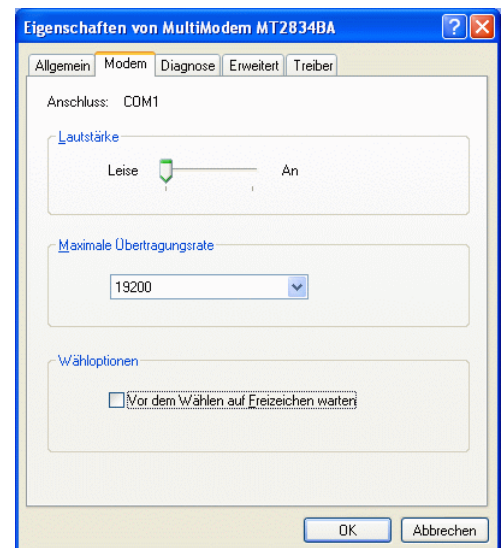 Eigenschaften von MultiModem MT2834BA
Allgemein Modem Diagnose Erweitert Treiber
Anschluss: COM1
Lautstärke
Leise An
Maximale Übertragungsrate
19200
Wähloptionen
Vor dem Wählen auf Freizeichen warten
OK Abbrechen